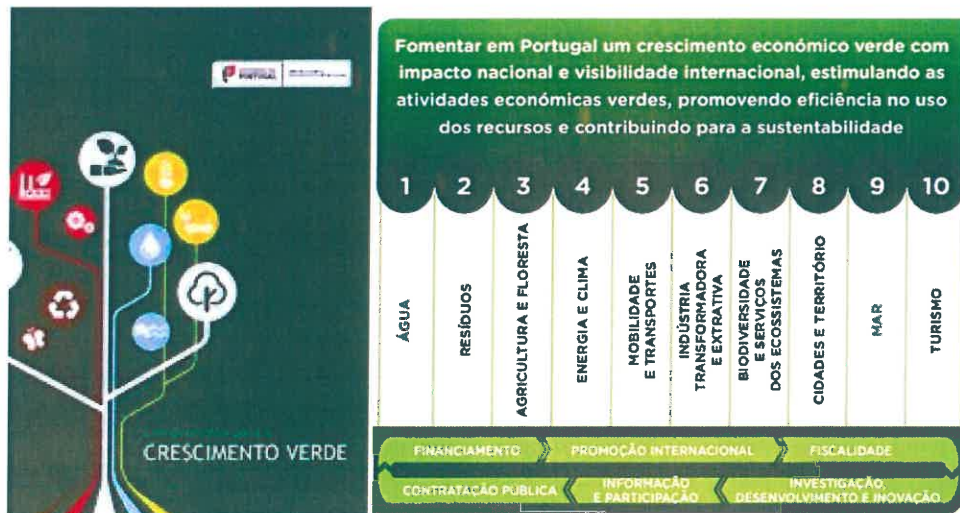 PORTUGAL
CRESCIMENTO VERDE
Fomentar em Portugal um crescimento económico verde com
impacto nacional e visibilidade internacional, estimulando as
atividades económicas verdes, promovendo eficiência no uso
dos recursos e contribuindo para a sustentabilidade
1 2 3 4 5 6 7 8 9 10
ÁGUA
RESÍDUOS
AGRICULTURA E FLORESTA
ENERGIA E CLIMA
MOBILIDADE
E TRANSPORTES
INDÚSTRIA
TRANSFORMADORA
E EXTRATIVA
BIODIVERSIDADE
E SERVIÇOS
DOS ECOSSISTEMAS
CIDADES E TERRITÓRIO
MAR
TURISMO
FINANCIAMENTO
PROMOÇÃO INTERNACIONAL
FISCALIDADE
CONTRATAÇÃO PÚBLICA
INFORMAÇÃO
E PARTICIPAÇÃO
INVESTIGAÇÃO,
DESENVOLVIMENTO E INOVAÇÃO